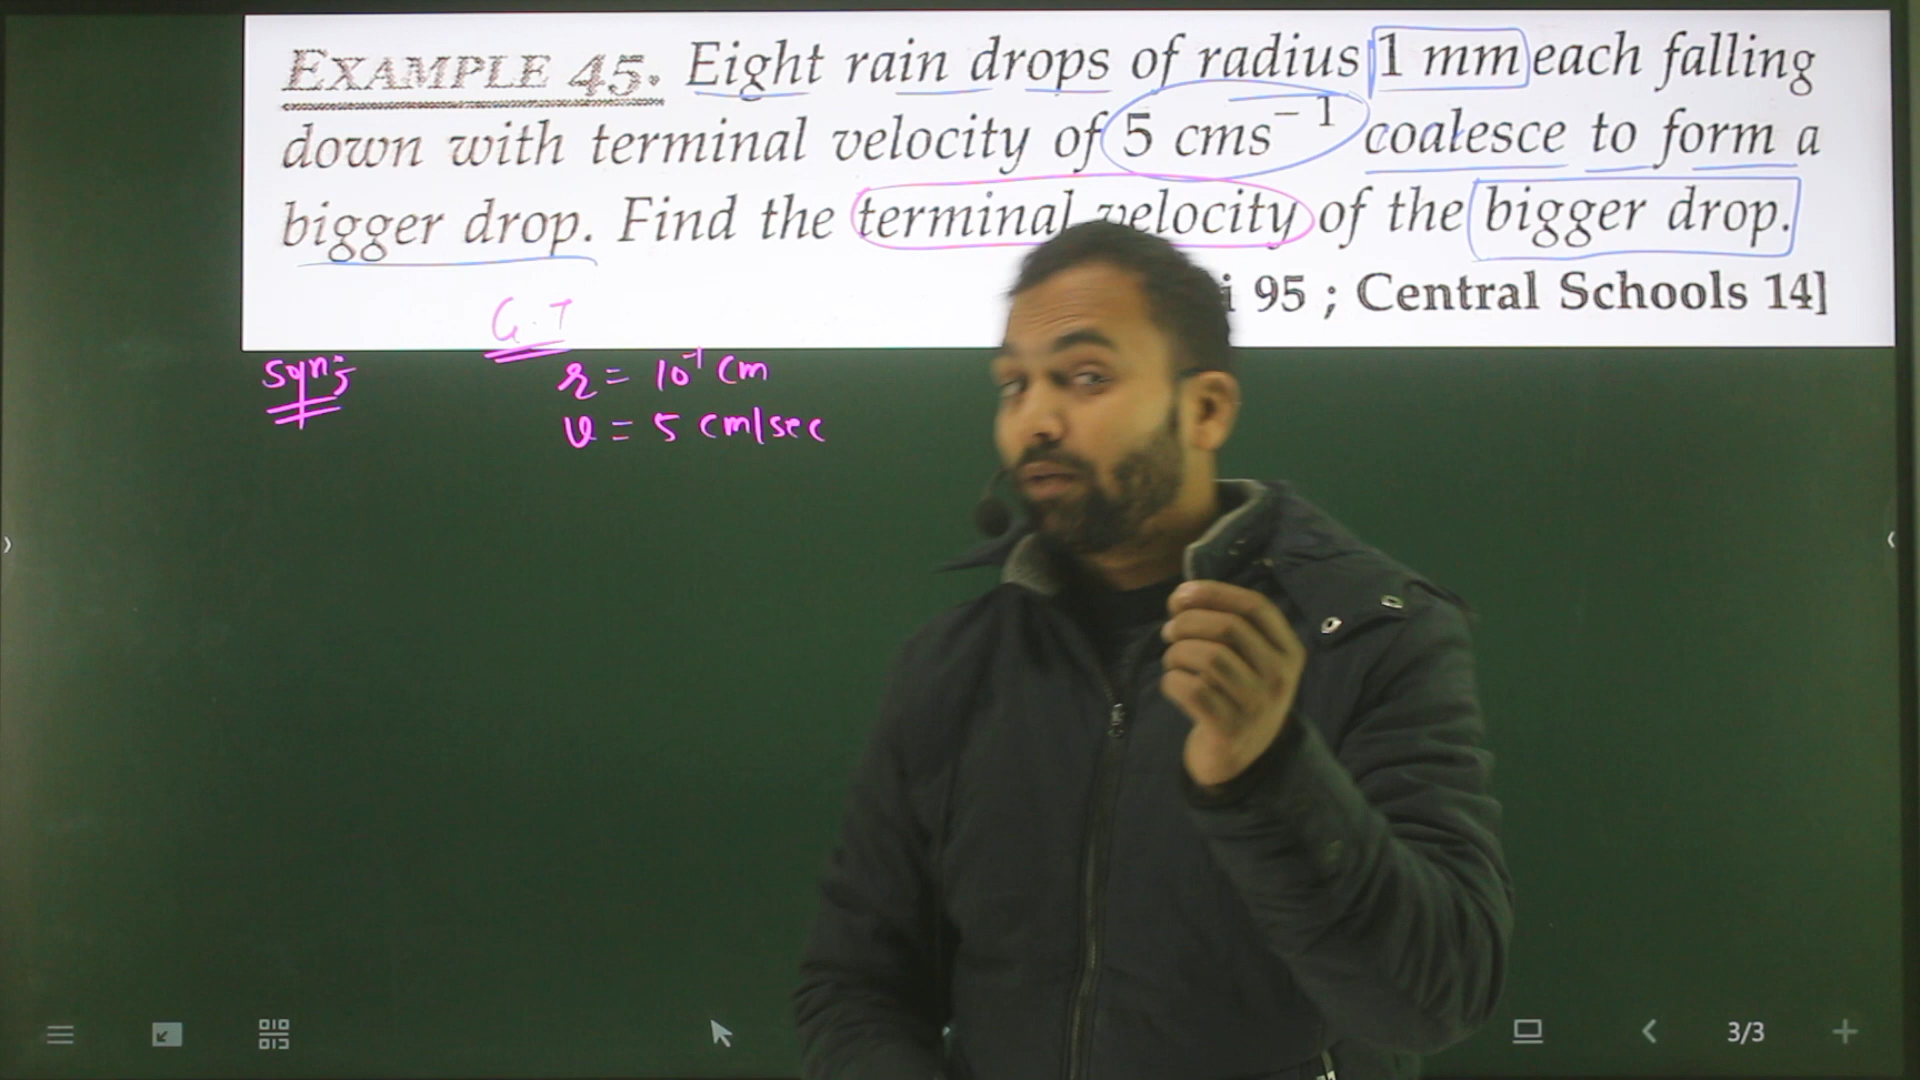 EXAMPLE 45. Eight rain drops of radius 1 mm each falling
down with terminal velocity of 5 cms⁻¹ coalesce to form a
bigger drop. Find the terminal velocity of the bigger drop.
95 ; Central Schools 14]
G.T
r = 10⁻¹ cm
v = 5 cm/sec
3/3